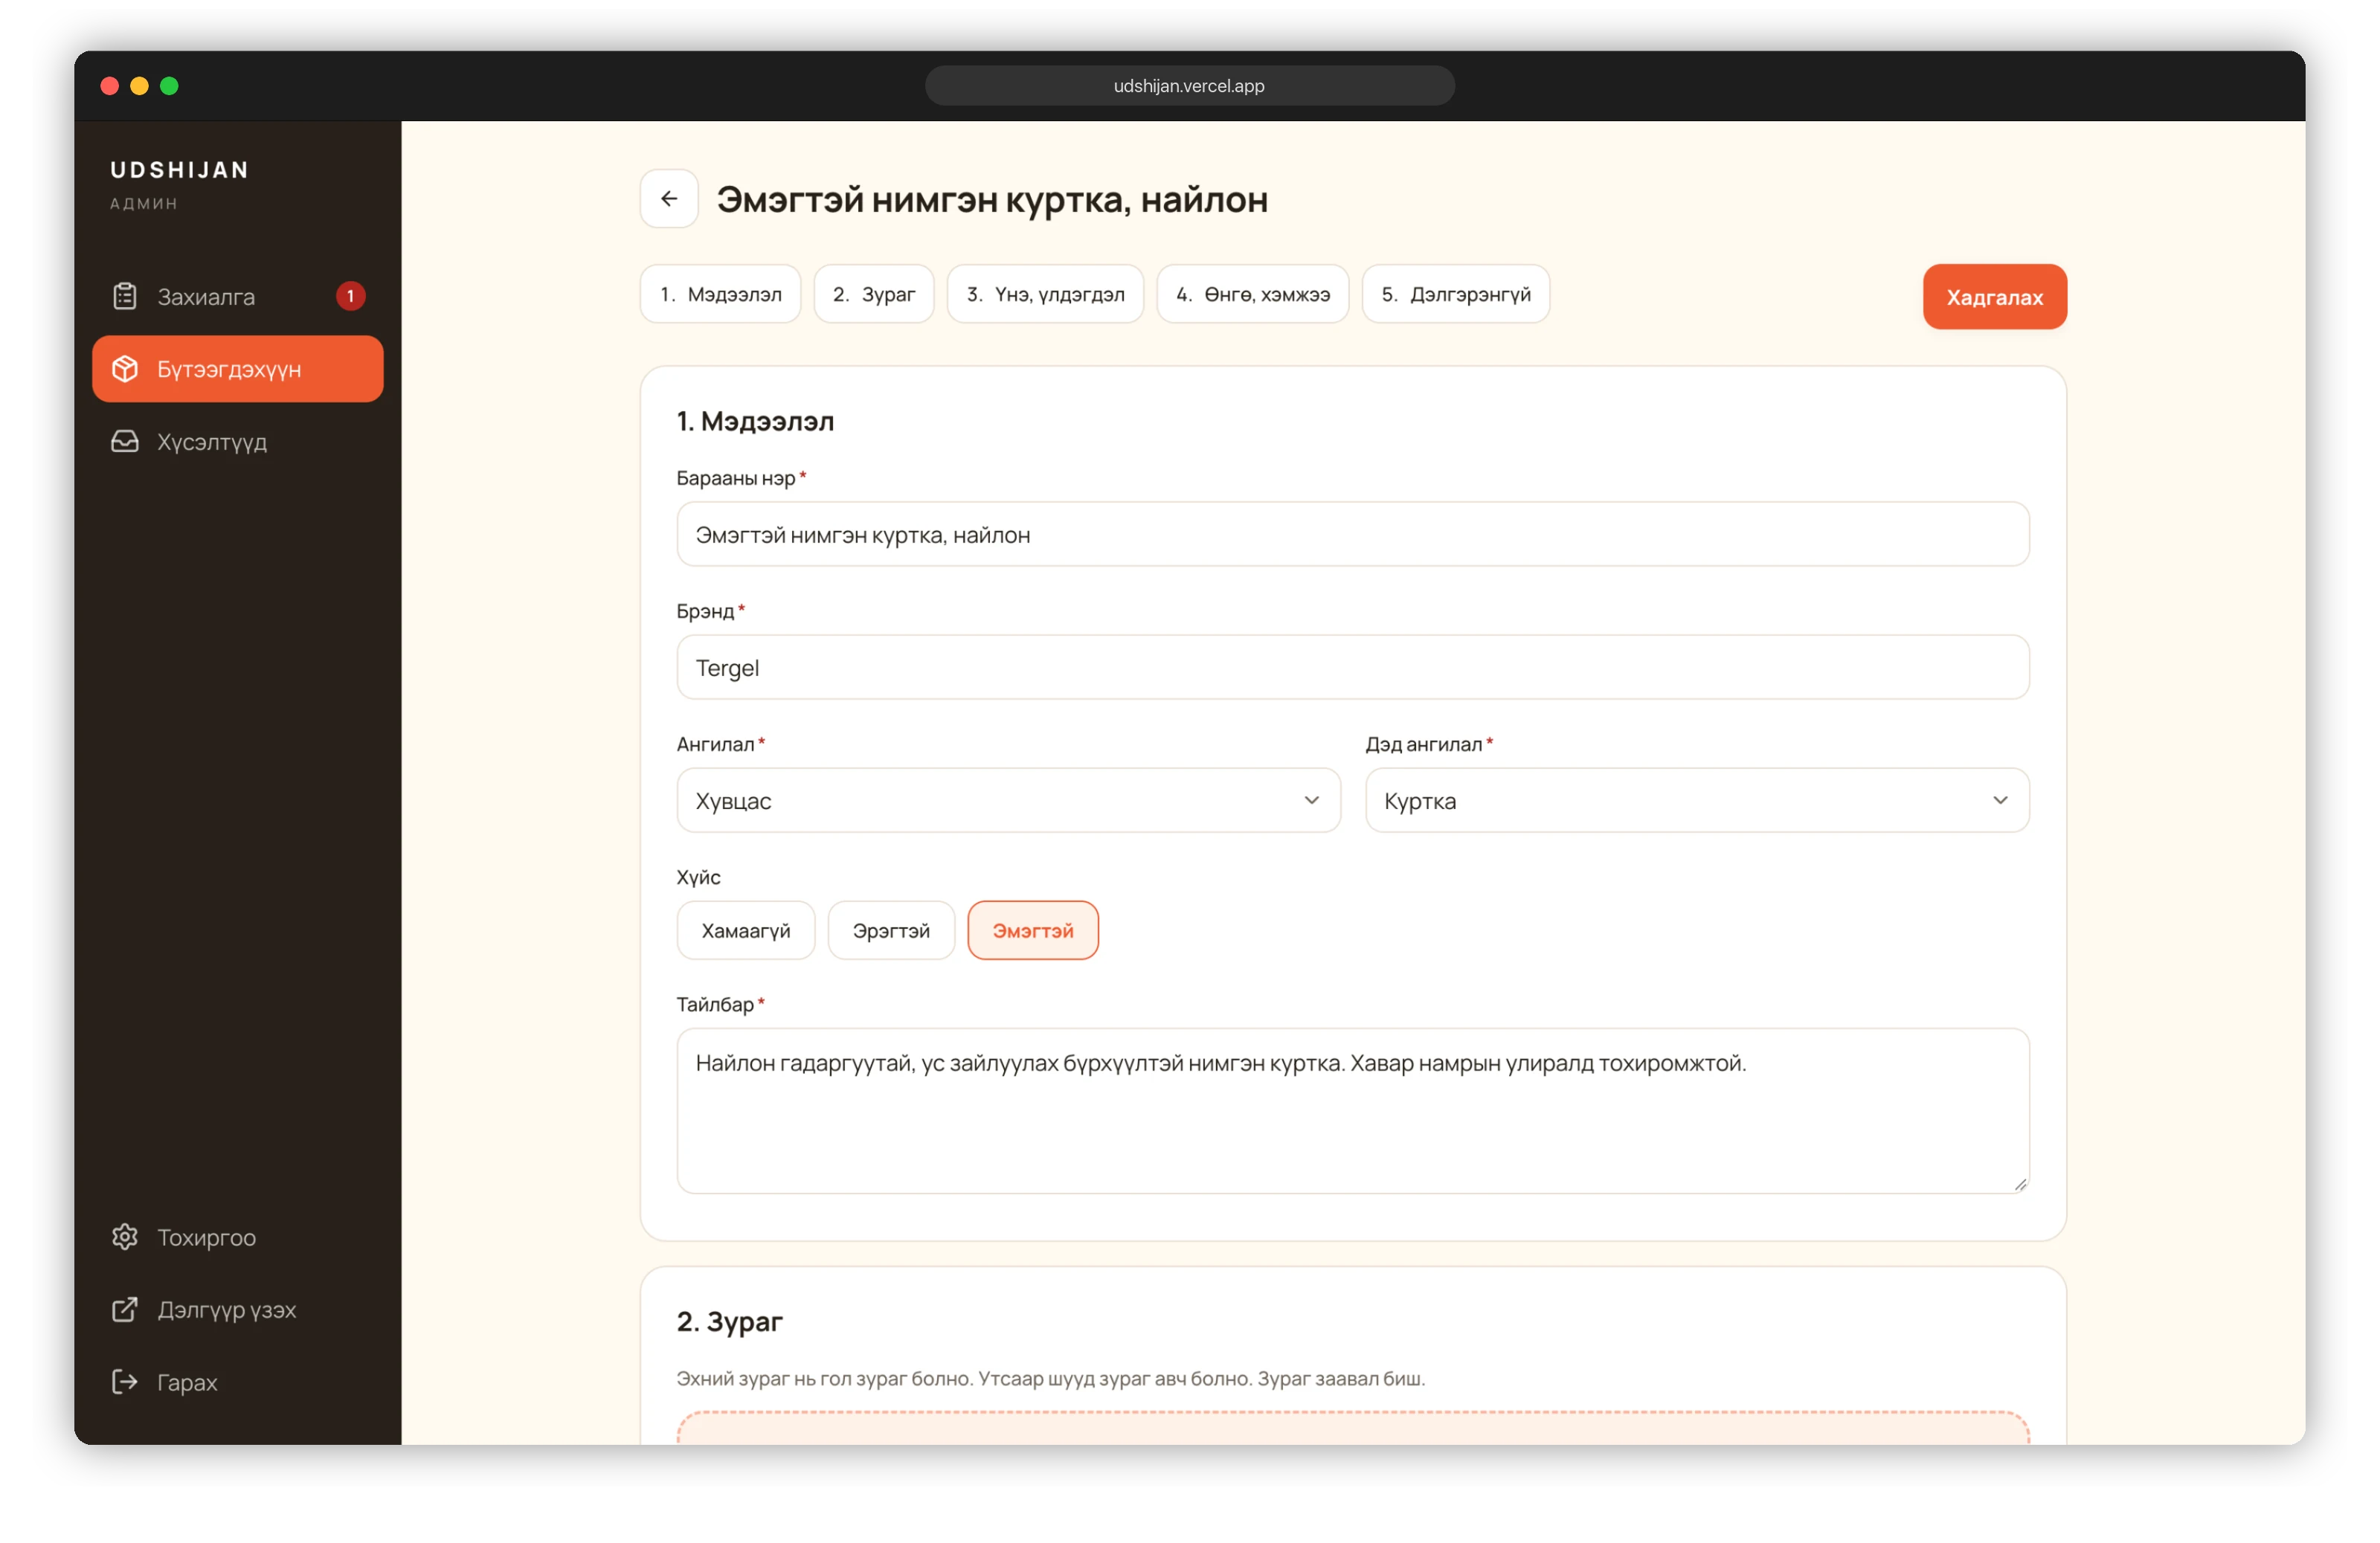 udshijan.vercel.app
UDSHIJAN
АДМИН
Захиалга 1
Бүтээгдэхүүн
Хүсэлтүүд
Тохиргоо
Дэлгүүр үзэх
Гарах
Эмэгтэй нимгэн куртка, найлон
1. Мэдээлэл 2. Зураг 3. Үнэ, үлдэгдэл 4. Өнгө, хэмжээ 5. Дэлгэрэнгүй Хадгалах
1. Мэдээлэл
Барааны нэр *
Эмэгтэй нимгэн куртка, найлон
Брэнд *
Tergel
Ангилал * Дэд ангилал *
Хувцас Куртка
Хүйс
Хамаагүй Эрэгтэй Эмэгтэй
Тайлбар *
Найлон гадаргуутай, ус зайлуулах бүрхүүлтэй нимгэн куртка. Хавар намрын улиралд тохиромжтой.
2. Зураг
Эхний зураг нь гол зураг болно. Утсаар шууд зураг авч болно. Зураг заавал биш.